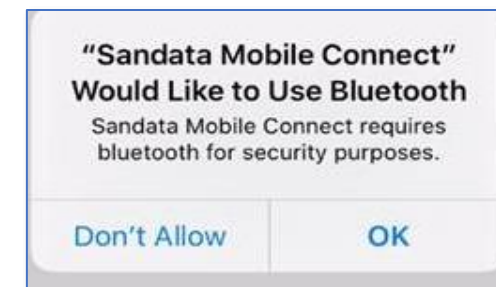 “Sandata Mobile Connect”
Would Like to Use Bluetooth
Sandata Mobile Connect requires
bluetooth for security purposes.
Don’t Allow
OK